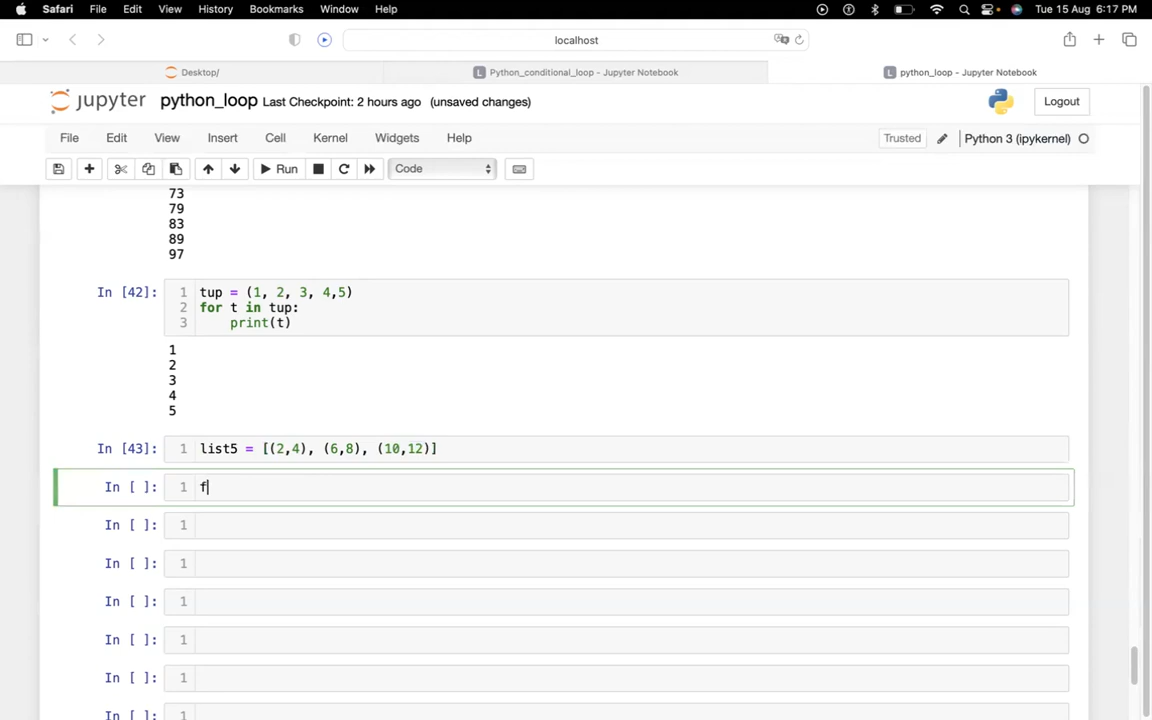 Safari File Edit View History Bookmarks Window Help Tue 15 Aug 6:17 PM
localhost
Desktop/ Python_conditional_loop - Jupyter Notebook python_loop - Jupyter Notebook
jupyter python_loop Last Checkpoint: 2 hours ago (unsaved changes) Logout
File Edit View Insert Cell Kernel Widgets Help Trusted Python 3 (ipykernel)
Run Code
73
79
83
89
97
In [42]: 1 tup = (1, 2, 3, 4,5)
2 for t in tup:
3 print(t)
1
2
3
4
5
In [43]: 1 list5 = [(2,4), (6,8), (10,12)]
In [ ]: 1 f
In [ ]: 1
In [ ]: 1
In [ ]: 1
In [ ]: 1
In [ ]: 1
In [ ]: 1